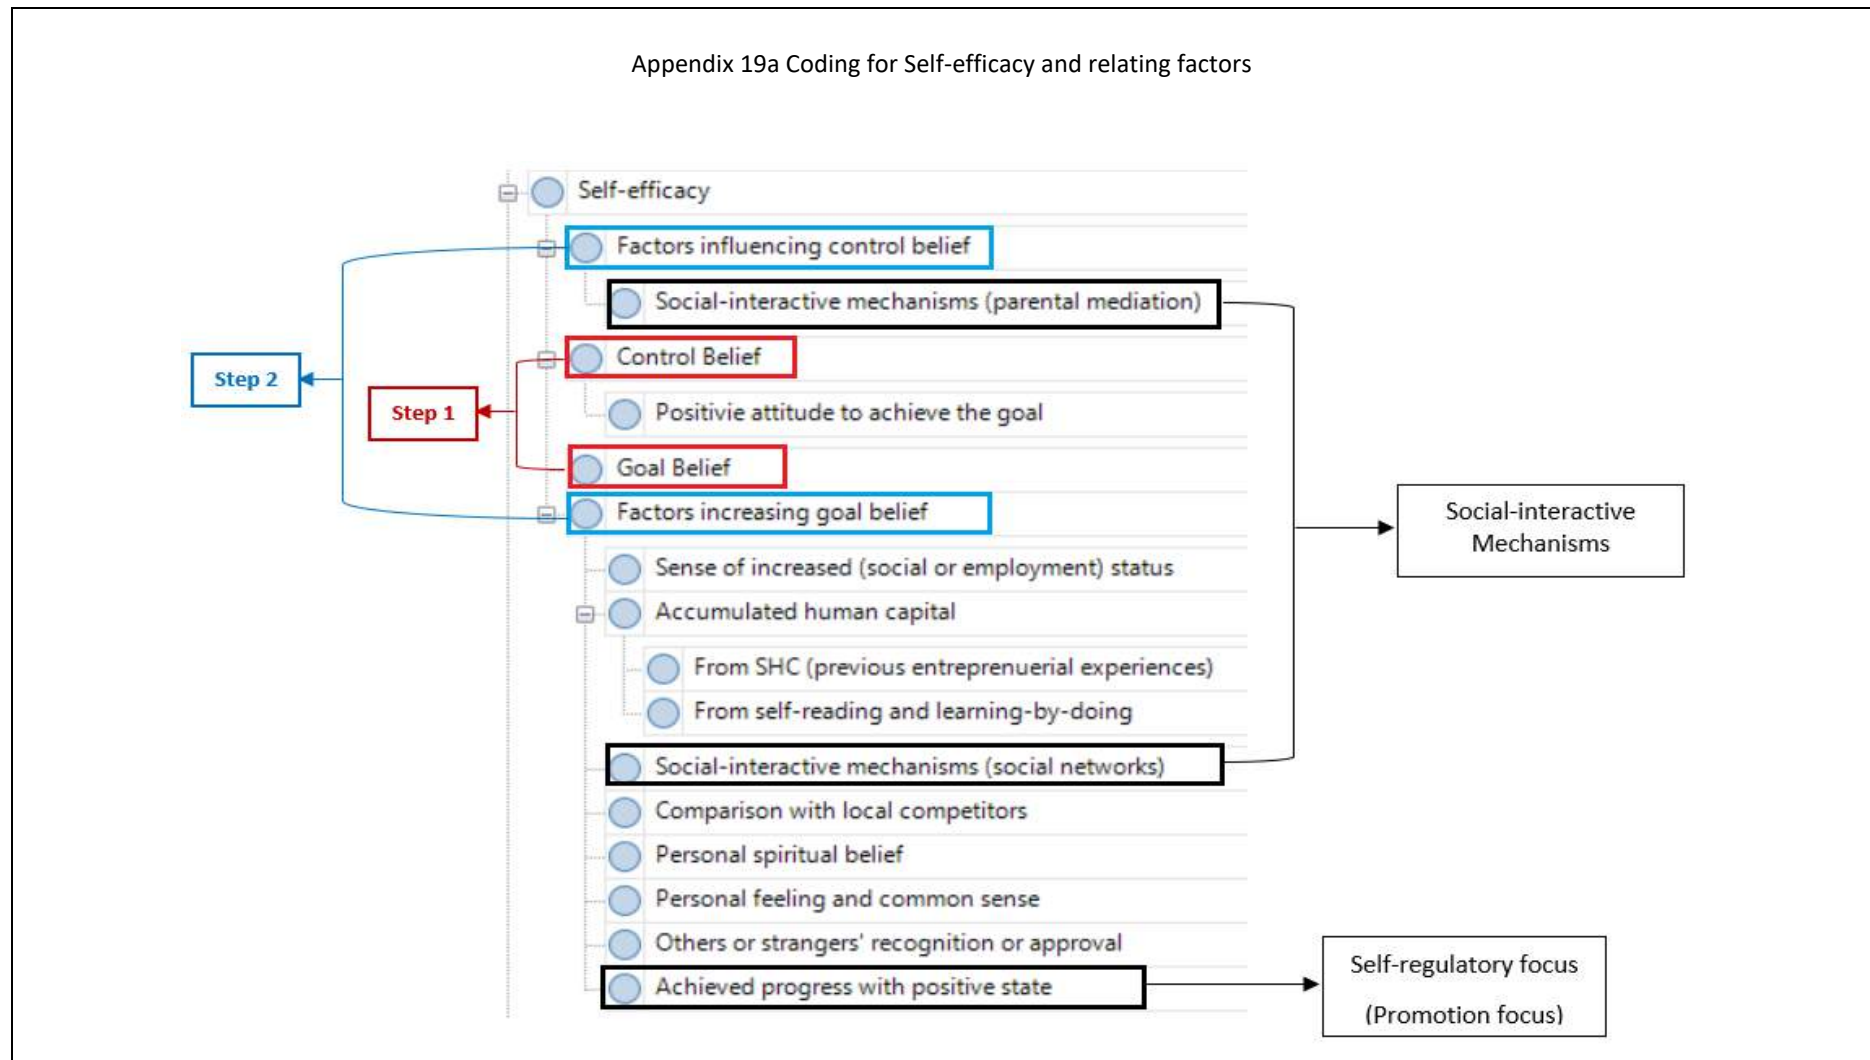 Appendix 19a Coding for Self-efficacy and relating factors
Self-efficacy
Factors influencing control belief
Social-interactive mechanisms (parental mediation)
Control Belief
Step 2
Step 1
Positivie attitude to achieve the goal
Goal Belief
Factors increasing goal belief
Social-interactive
Mechanisms
Sense of increased (social or employment) status
Accumulated human capital
From SHC (previous entreprenuerial experiences)
From self-reading and learning-by-doing
Social-interactive mechanisms (social networks)
Comparison with local competitors
Personal spiritual belief
Personal feeling and common sense
Others or strangers' recognition or approval
Achieved progress with positive state
Self-regulatory focus
(Promotion focus)